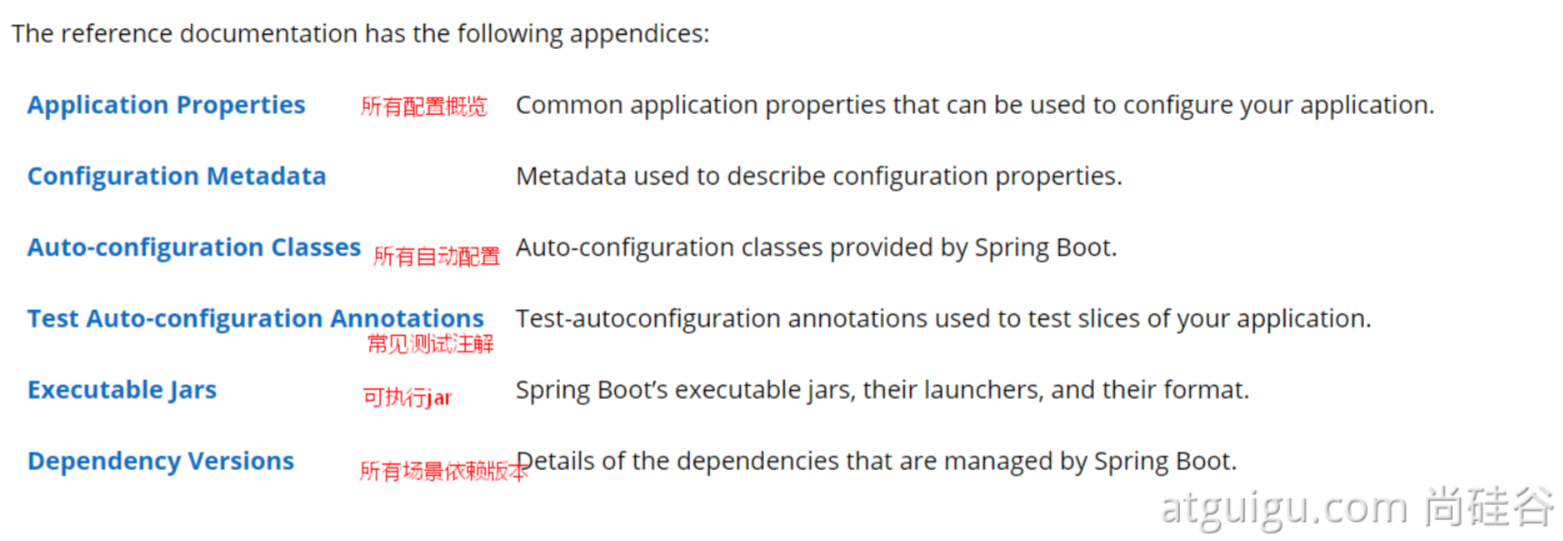 The reference documentation has the following appendices:
Application Properties 所有配置概览 Common application properties that can be used to configure your application.
Configuration Metadata Metadata used to describe configuration properties.
Auto-configuration Classes 所有自动配置 Auto-configuration classes provided by Spring Boot.
Test Auto-configuration Annotations Test-autoconfiguration annotations used to test slices of your application.
常见测试注解
Executable Jars 可执行jar Spring Boot’s executable jars, their launchers, and their format.
Dependency Versions 所有场景依赖版本 Details of the dependencies that are managed by Spring Boot.
atguigu.com 尚硅谷